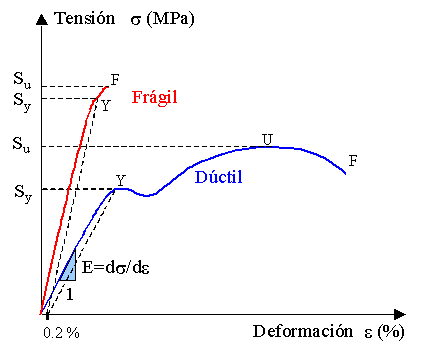 Tensión σ (MPa)
Su
F
Sy
Y
Frágil
Su
U
F
Sy
Y
Dúctil
E=dσ/dε
1
0.2 %
Deformación ε (%)